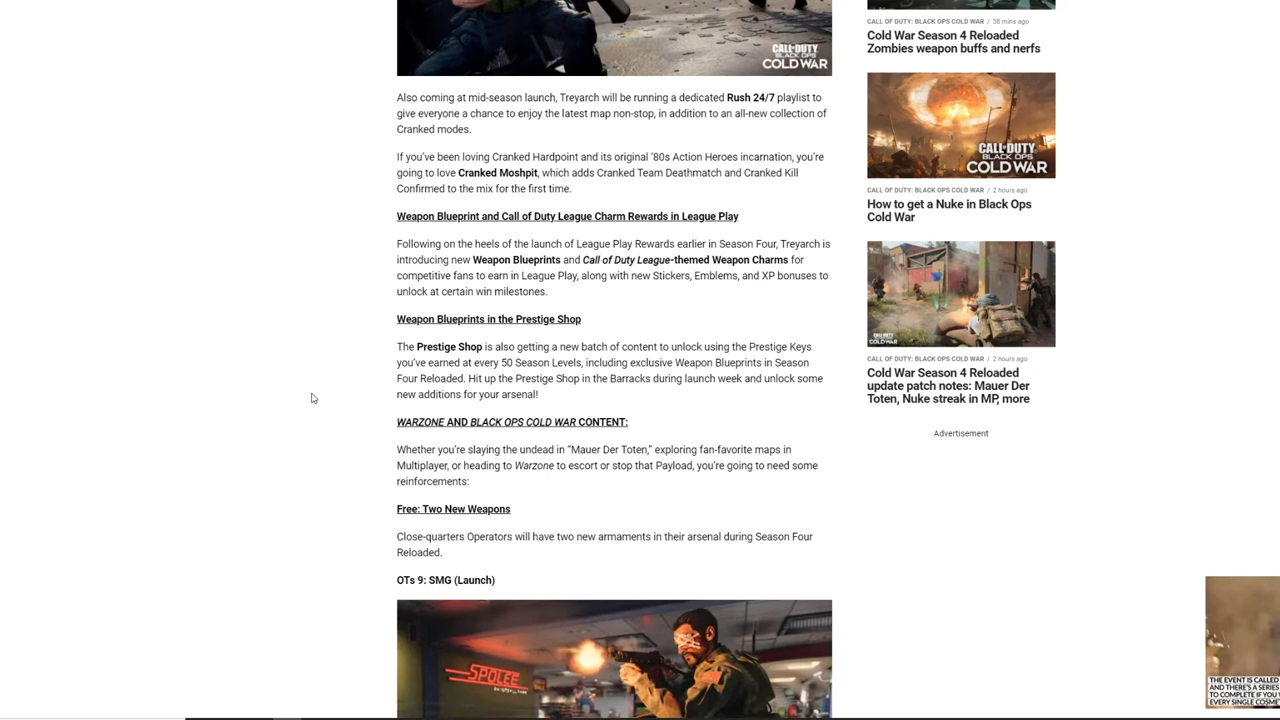 CALL OF DUTY
BLACK OPS
COLD WAR
Also coming at mid-season launch, Treyarch will be running a dedicated Rush 24/7 playlist to
give everyone a chance to enjoy the latest map non-stop, in addition to an all-new collection of
Cranked modes.
If you’ve been loving Cranked Hardpoint and its original ’80s Action Heroes incarnation, you’re
going to love Cranked Moshpit, which adds Cranked Team Deathmatch and Cranked Kill
Confirmed to the mix for the first time.
Weapon Blueprint and Call of Duty League Charm Rewards in League Play
Following on the heels of the launch of League Play Rewards earlier in Season Four, Treyarch is
introducing new Weapon Blueprints and Call of Duty League-themed Weapon Charms for
competitive fans to earn in League Play, along with new Stickers, Emblems, and XP bonuses to
unlock at certain win milestones.
Weapon Blueprints in the Prestige Shop
The Prestige Shop is also getting a new batch of content to unlock using the Prestige Keys
you’ve earned at every 50 Season Levels, including exclusive Weapon Blueprints in Season
Four Reloaded. Hit up the Prestige Shop in the Barracks during launch week and unlock some
new additions for your arsenal!
WARZONE AND BLACK OPS COLD WAR CONTENT:
Whether you’re slaying the undead in “Mauer Der Toten,” exploring fan-favorite maps in
Multiplayer, or heading to Warzone to escort or stop that Payload, you’re going to need some
reinforcements:
Free: Two New Weapons
Close-quarters Operators will have two new armaments in their arsenal during Season Four
Reloaded.
OTs 9: SMG (Launch)
SPOLEE
CALL OF DUTY: BLACK OPS COLD WAR / 38 mins ago
Cold War Season 4 Reloaded
Zombies weapon buffs and nerfs
CALL OF DUTY
BLACK OPS
COLD WAR
CALL OF DUTY: BLACK OPS COLD WAR / 2 hours ago
How to get a Nuke in Black Ops
Cold War
COLD WAR
CALL OF DUTY: BLACK OPS COLD WAR / 2 hours ago
Cold War Season 4 Reloaded
update patch notes: Mauer Der
Toten, Nuke streak in MP, more
Advertisement
THE EVENT IS CALLED
AND THERE'S A SERIES
TO COMPLETE IF YOU
EVERY SINGLE